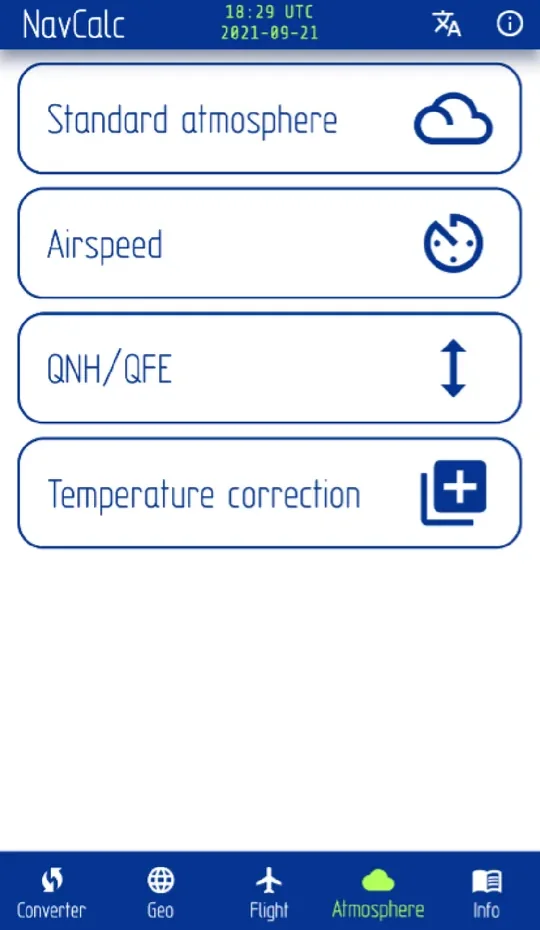 NavCalc
18:29 UTC
2021-09-21
Standard atmosphere
Airspeed
QNH/QFE
Temperature correction
Converter
Geo
Flight
Atmosphere
Info